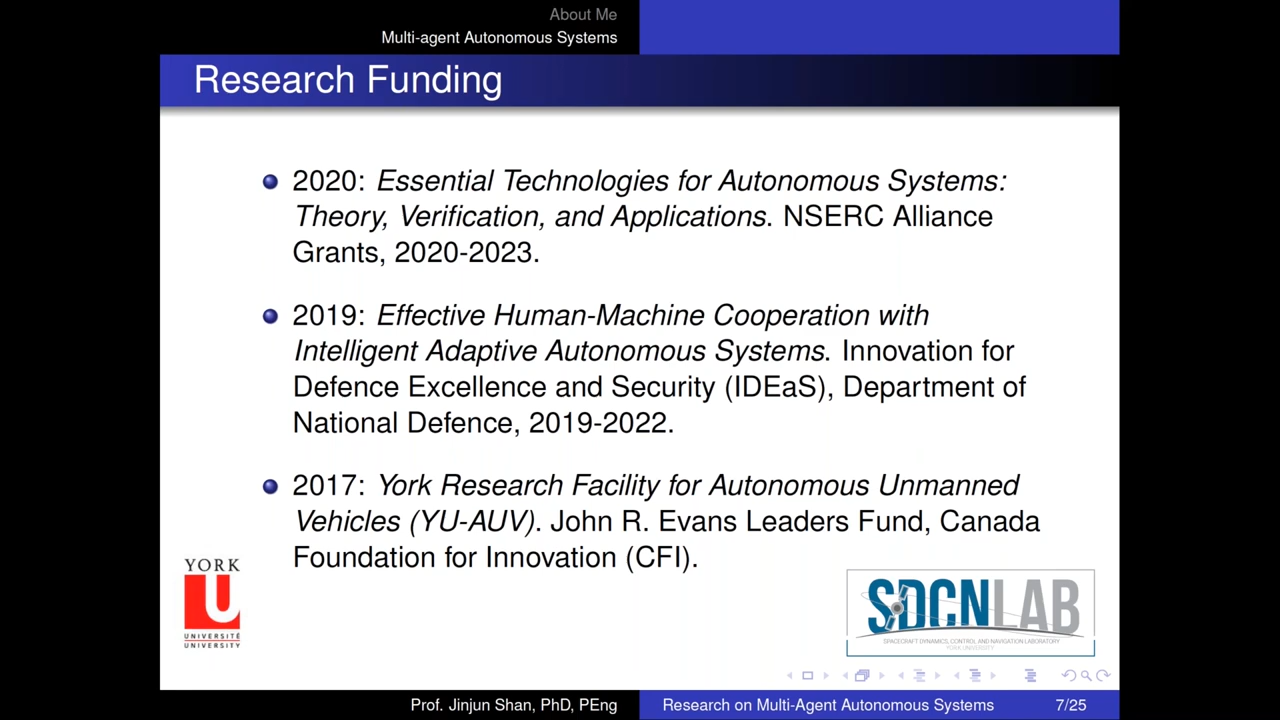 About Me
Multi-agent Autonomous Systems
Research Funding
2020: Essential Technologies for Autonomous Systems:
Theory, Verification, and Applications. NSERC Alliance
Grants, 2020-2023.
2019: Effective Human-Machine Cooperation with
Intelligent Adaptive Autonomous Systems. Innovation for
Defence Excellence and Security (IDEaS), Department of
National Defence, 2019-2022.
2017: York Research Facility for Autonomous Unmanned
Vehicles (YU-AUV). John R. Evans Leaders Fund, Canada
Foundation for Innovation (CFI).
YORK
U
UNIVERSITÉ
UNIVERSITY
SDCNLAB
SPACECRAFT DYNAMICS, CONTROL AND NAVIGATION LABORATORY
YORK UNIVERSITY
Prof. Jinjun Shan, PhD, PEng
Research on Multi-Agent Autonomous Systems
7/25